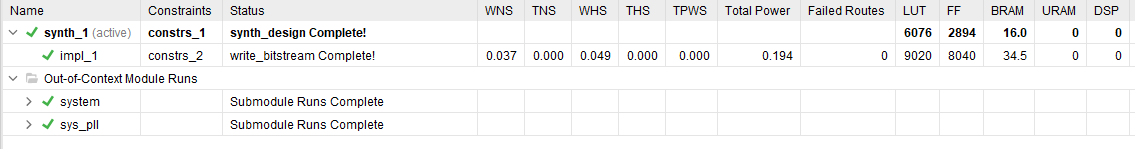 Name Constraints Status WNS TNS WHS THS TPWS Total Power Failed Routes LUT FF BRAM URAM DSP
synth_1 (active) constrs_1 synth_design Complete! 6076 2894 16.0 0 0
impl_1 constrs_2 write_bitstream Complete! 0.037 0.000 0.049 0.000 0.000 0.194 0 9020 8040 34.5 0 0
Out-of-Context Module Runs
system Submodule Runs Complete
sys_pll Submodule Runs Complete